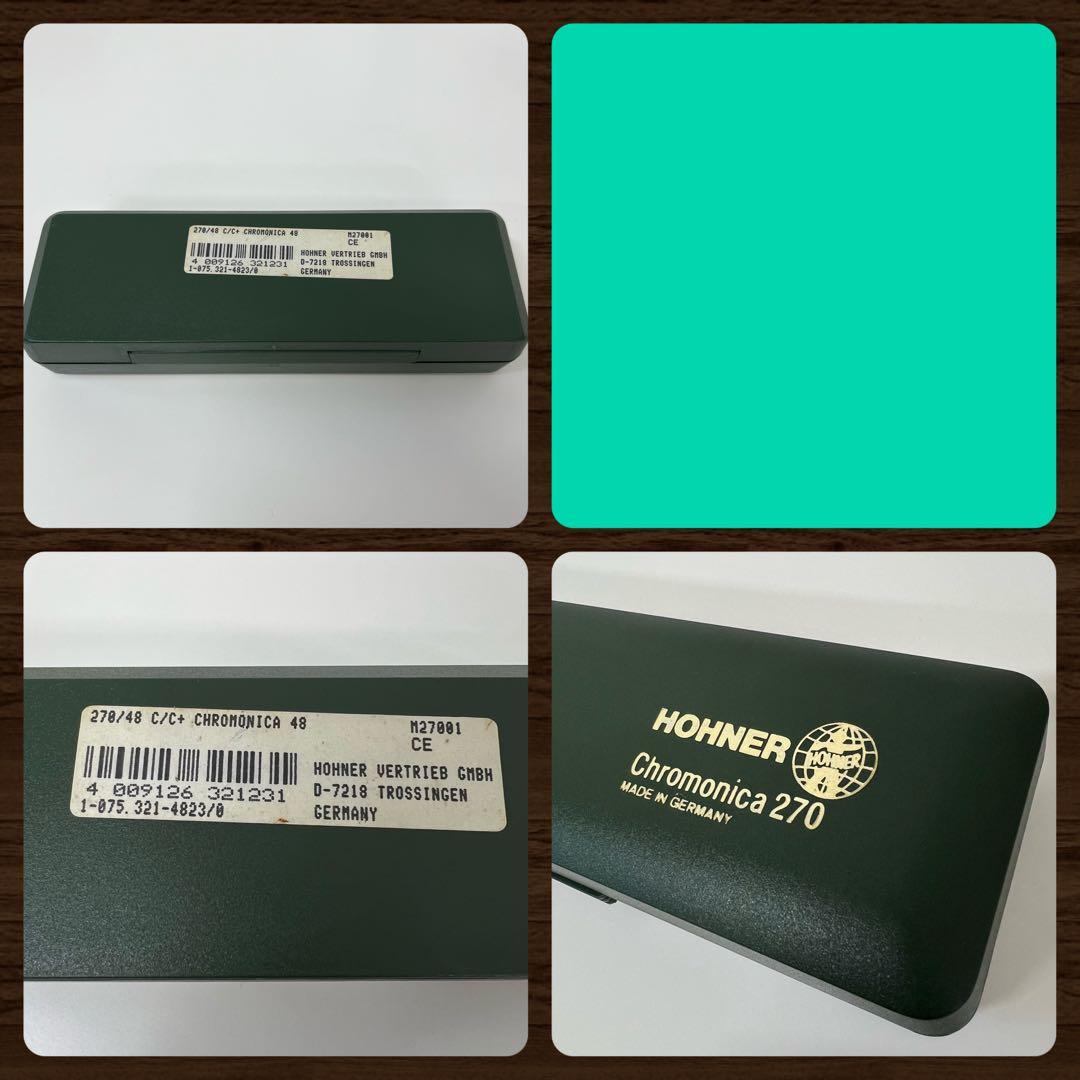 270/48 C/C+ CHROMONICA 48 M27001
CE
HOHNER VERTRIEB GMBH
4 009126 321231 D-7218 TROSSINGEN
1-075.321-4823/0 GERMANY
270/48 C/C+ CHROMONICA 48 M27001
CE
HOHNER VERTRIEB GMBH
4 009126 321231 D-7218 TROSSINGEN
1-075.321-4823/0 GERMANY
HOHNER
HOHNER
Chromonica 270
MADE IN GERMANY